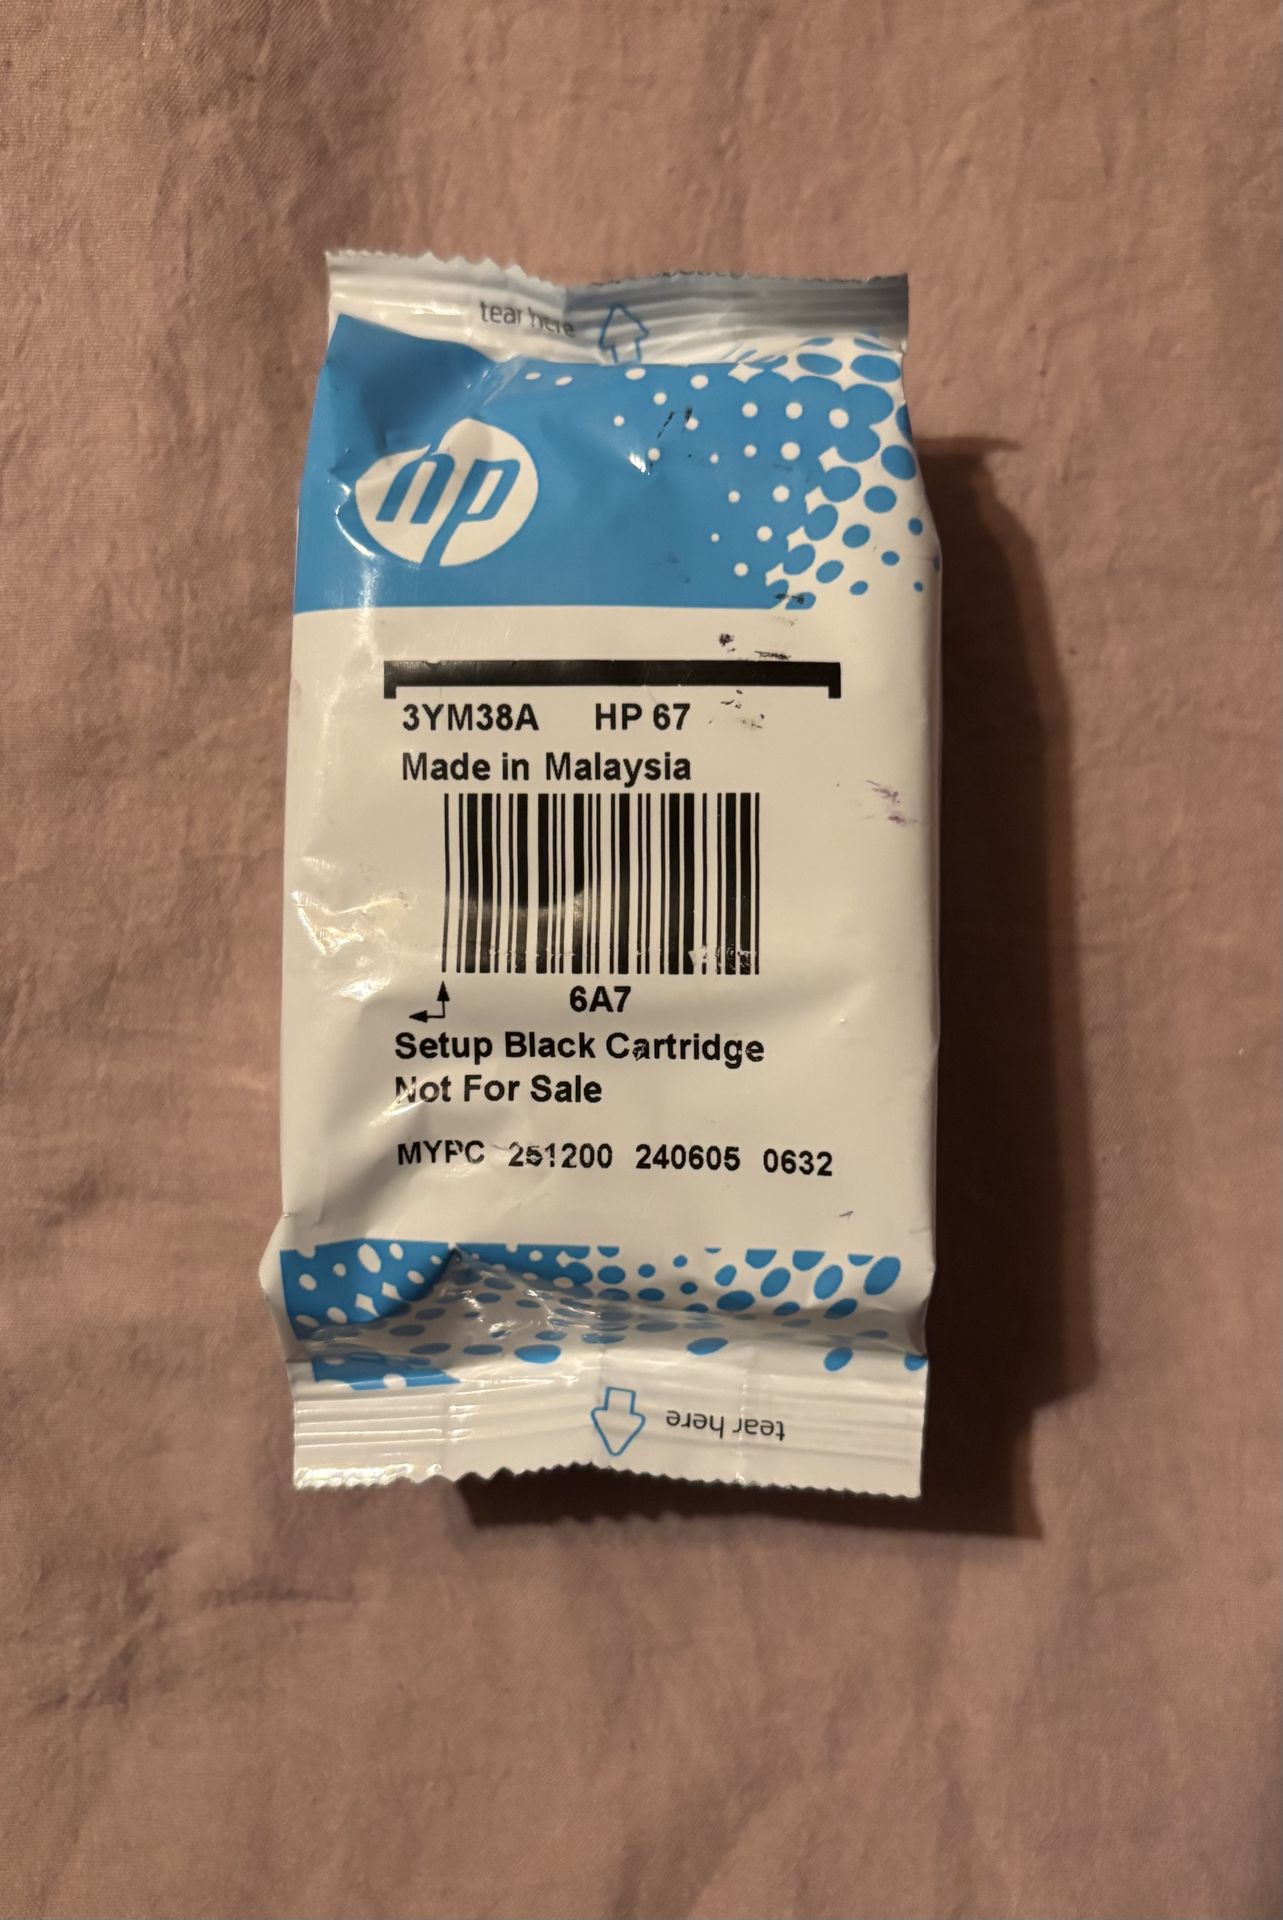 tear here
hp
3YM38A HP 67
Made in Malaysia
6A7
Setup Black Cartridge
Not For Sale
MYPC 251200 240605 0632
tear here